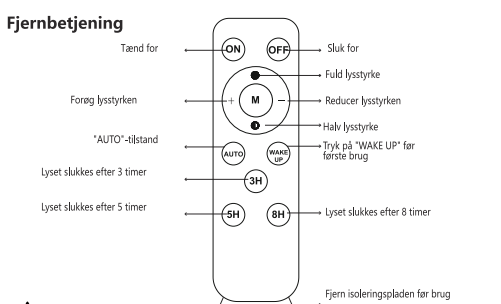 Fjernbetjening
Tænd for
ON
OFF
Sluk for
Fuld lysstyrke
Forøg lysstyrken
+
M
−
Reducer lysstyrken
Halv lysstyrke
"AUTO"-tilstand
AUTO
WAKE
UP
Tryk på "WAKE UP" før
første brug
Lyset slukkes efter 3 timer
3H
Lyset slukkes efter 5 timer
5H
8H
Lyset slukkes efter 8 timer
Fjern isoleringspladen før brug